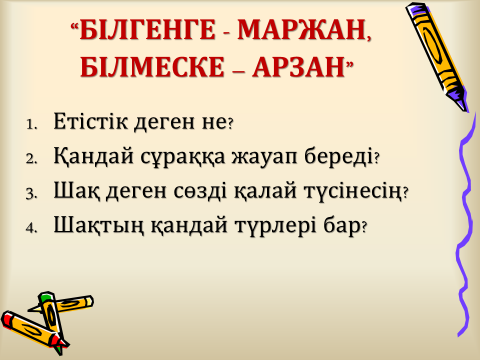 “БІЛГЕНГЕ - МАРЖАН,
БІЛМЕСКЕ – АРЗАН”
1. Етістік деген не?
2. Қандай сұраққа жауап береді?
3. Шақ деген сөзді қалай түсінесің?
4. Шақтың қандай түрлері бар?